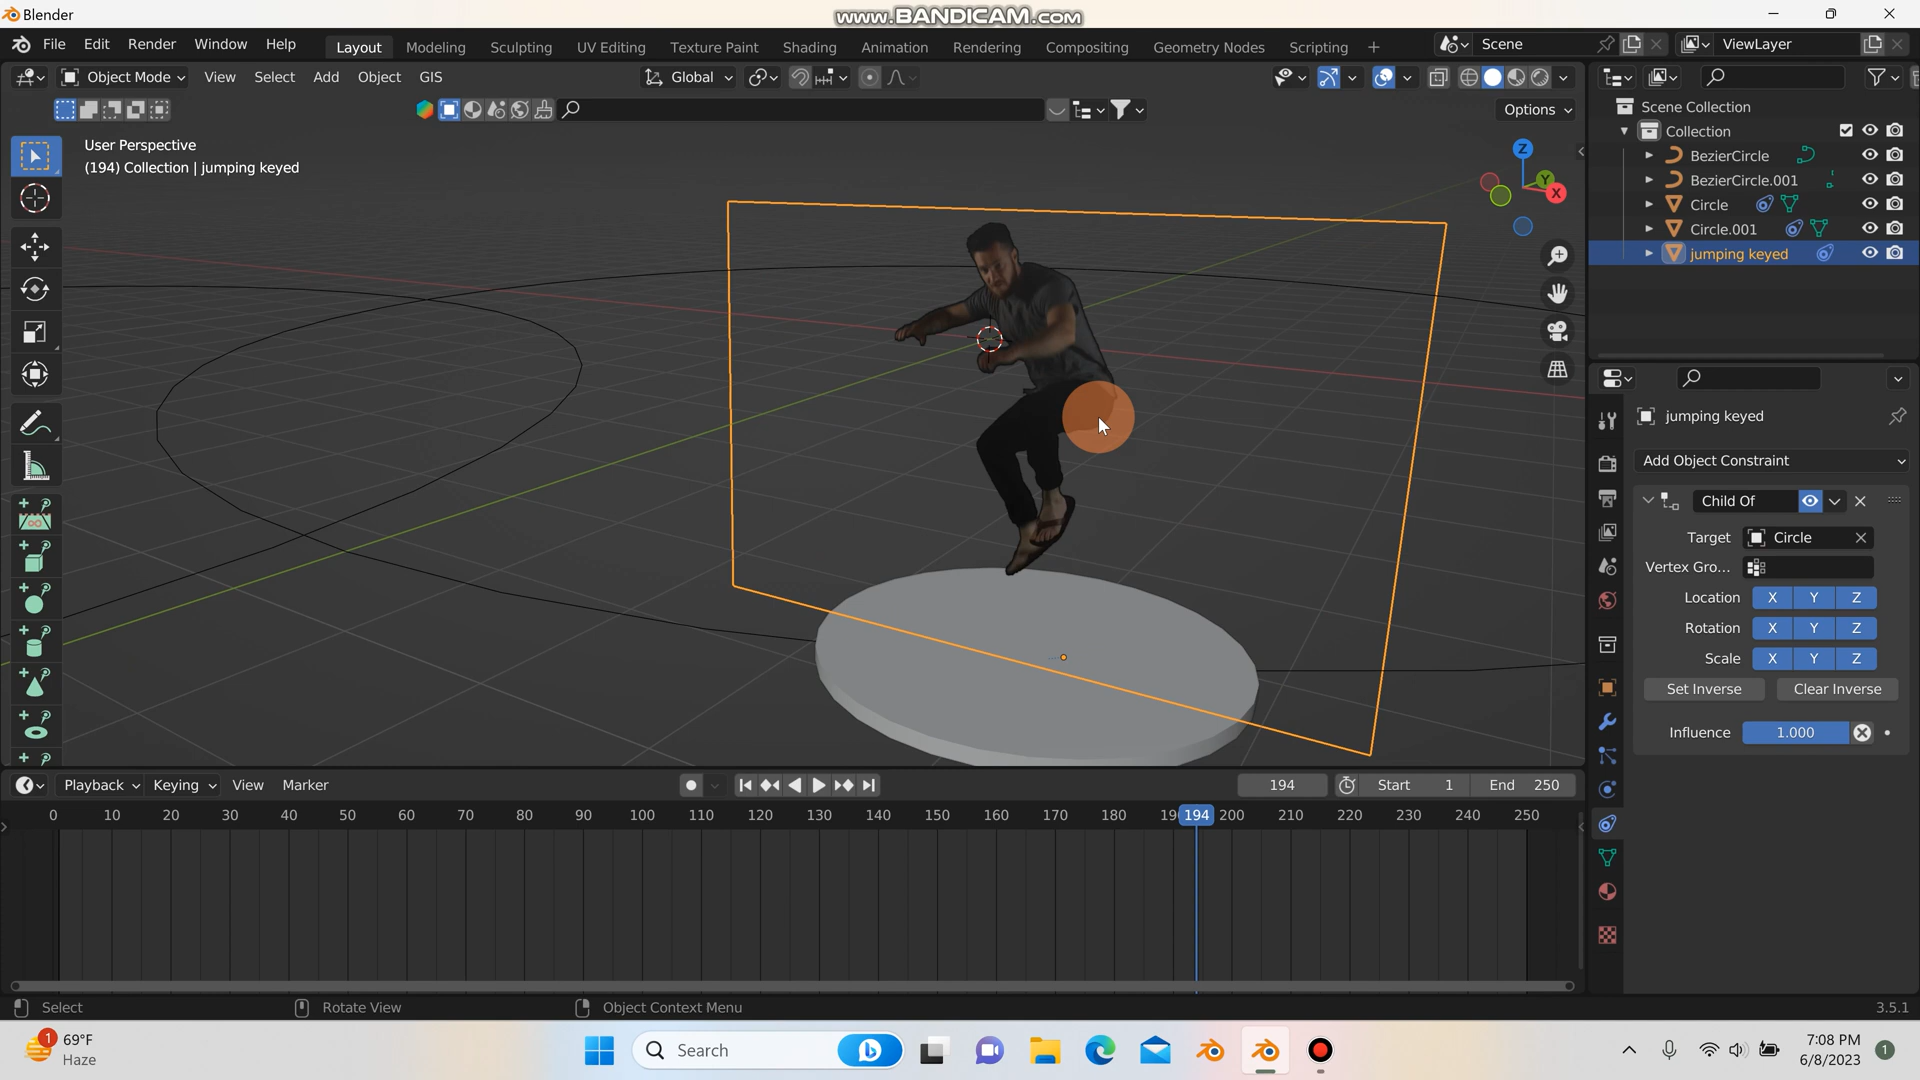 Blender
www.BANDICAM.com
File Edit Render Window Help
Layout Modeling Sculpting UV Editing Texture Paint Shading Animation Rendering Compositing Geometry Nodes Scripting +
Scene
ViewLayer
Object Mode View Select Add Object GIS
Global
Options
User Perspective
(194) Collection | jumping keyed
Z
Y
X
Scene Collection
Collection
BezierCircle
BezierCircle.001
Circle
Circle.001
jumping keyed
jumping keyed
Add Object Constraint
Child Of
Target Circle
Vertex Gro...
Location X Y Z
Rotation X Y Z
Scale X Y Z
Set Inverse Clear Inverse
Influence 1.000
Playback Keying View Marker
194 Start 1 End 250
0 10 20 30 40 50 60 70 80 90 100 110 120 130 140 150 160 170 180 19 194 200 210 220 230 240 250
Select Rotate View Object Context Menu 3.5.1
1 69°F
Haze
Search
7:08 PM
6/8/2023
1